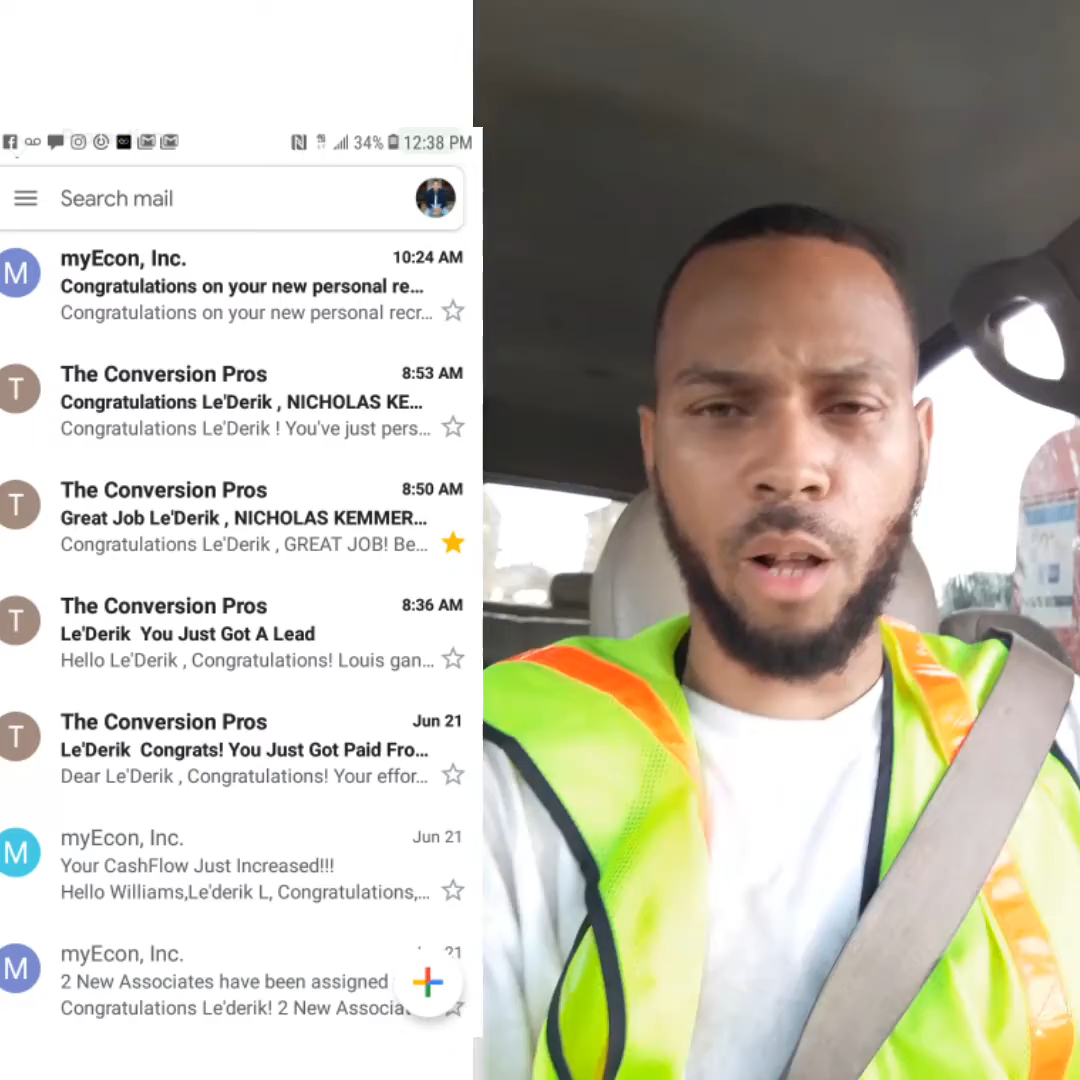 34% 12:38 PM
Search mail
M myEcon, Inc. 10:24 AM
Congratulations on your new personal re...
Congratulations on your new personal recr...
T The Conversion Pros 8:53 AM
Congratulations Le'Derik , NICHOLAS KE...
Congratulations Le'Derik ! You've just pers...
T The Conversion Pros 8:50 AM
Great Job Le'Derik , NICHOLAS KEMMER...
Congratulations Le'Derik , GREAT JOB! Be...
T The Conversion Pros 8:36 AM
Le'Derik You Just Got A Lead
Hello Le'Derik , Congratulations! Louis gan...
T The Conversion Pros Jun 21
Le'Derik Congrats! You Just Got Paid Fro...
Dear Le'Derik , Congratulations! Your effor...
M myEcon, Inc. Jun 21
Your CashFlow Just Increased!!!
Hello Williams,Le'derik L, Congratulations,...
M myEcon, Inc. 21
2 New Associates have been assigned
Congratulations Le'derik! 2 New Associa